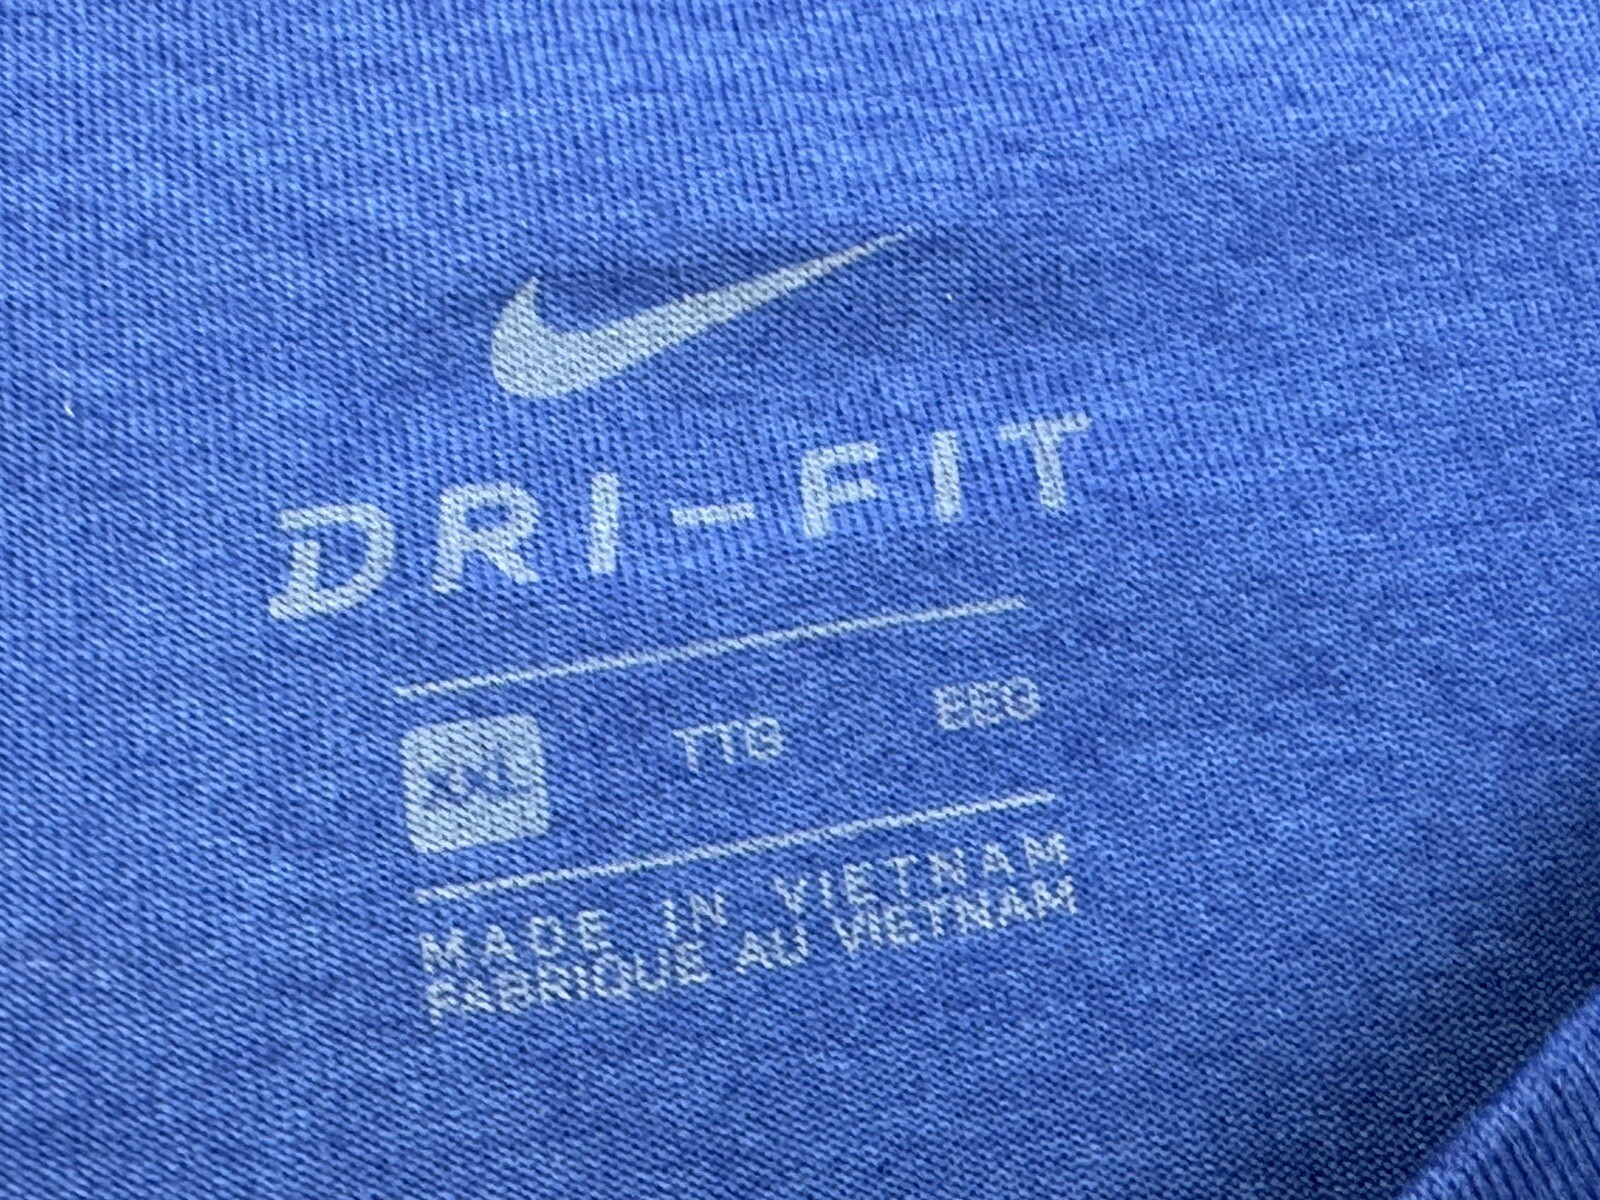 DRI-FIT
XXL TTG EEG
MADE IN VIETNAM
FABRIQUE AU VIETNAM